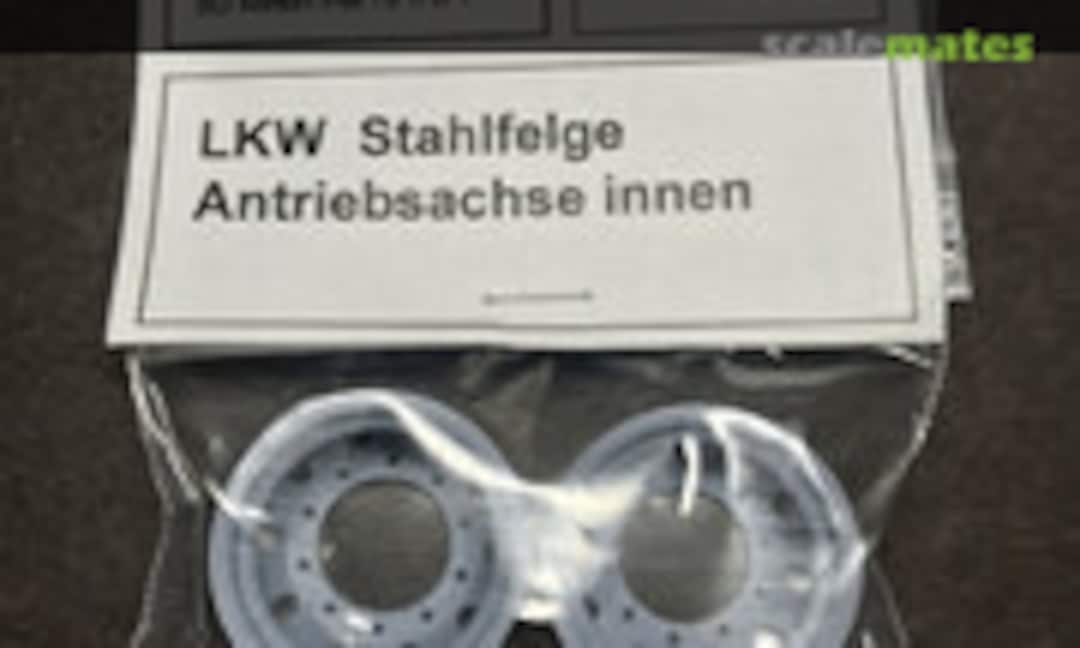 scalemates
LKW Stahlfelge
Antriebsachse innen